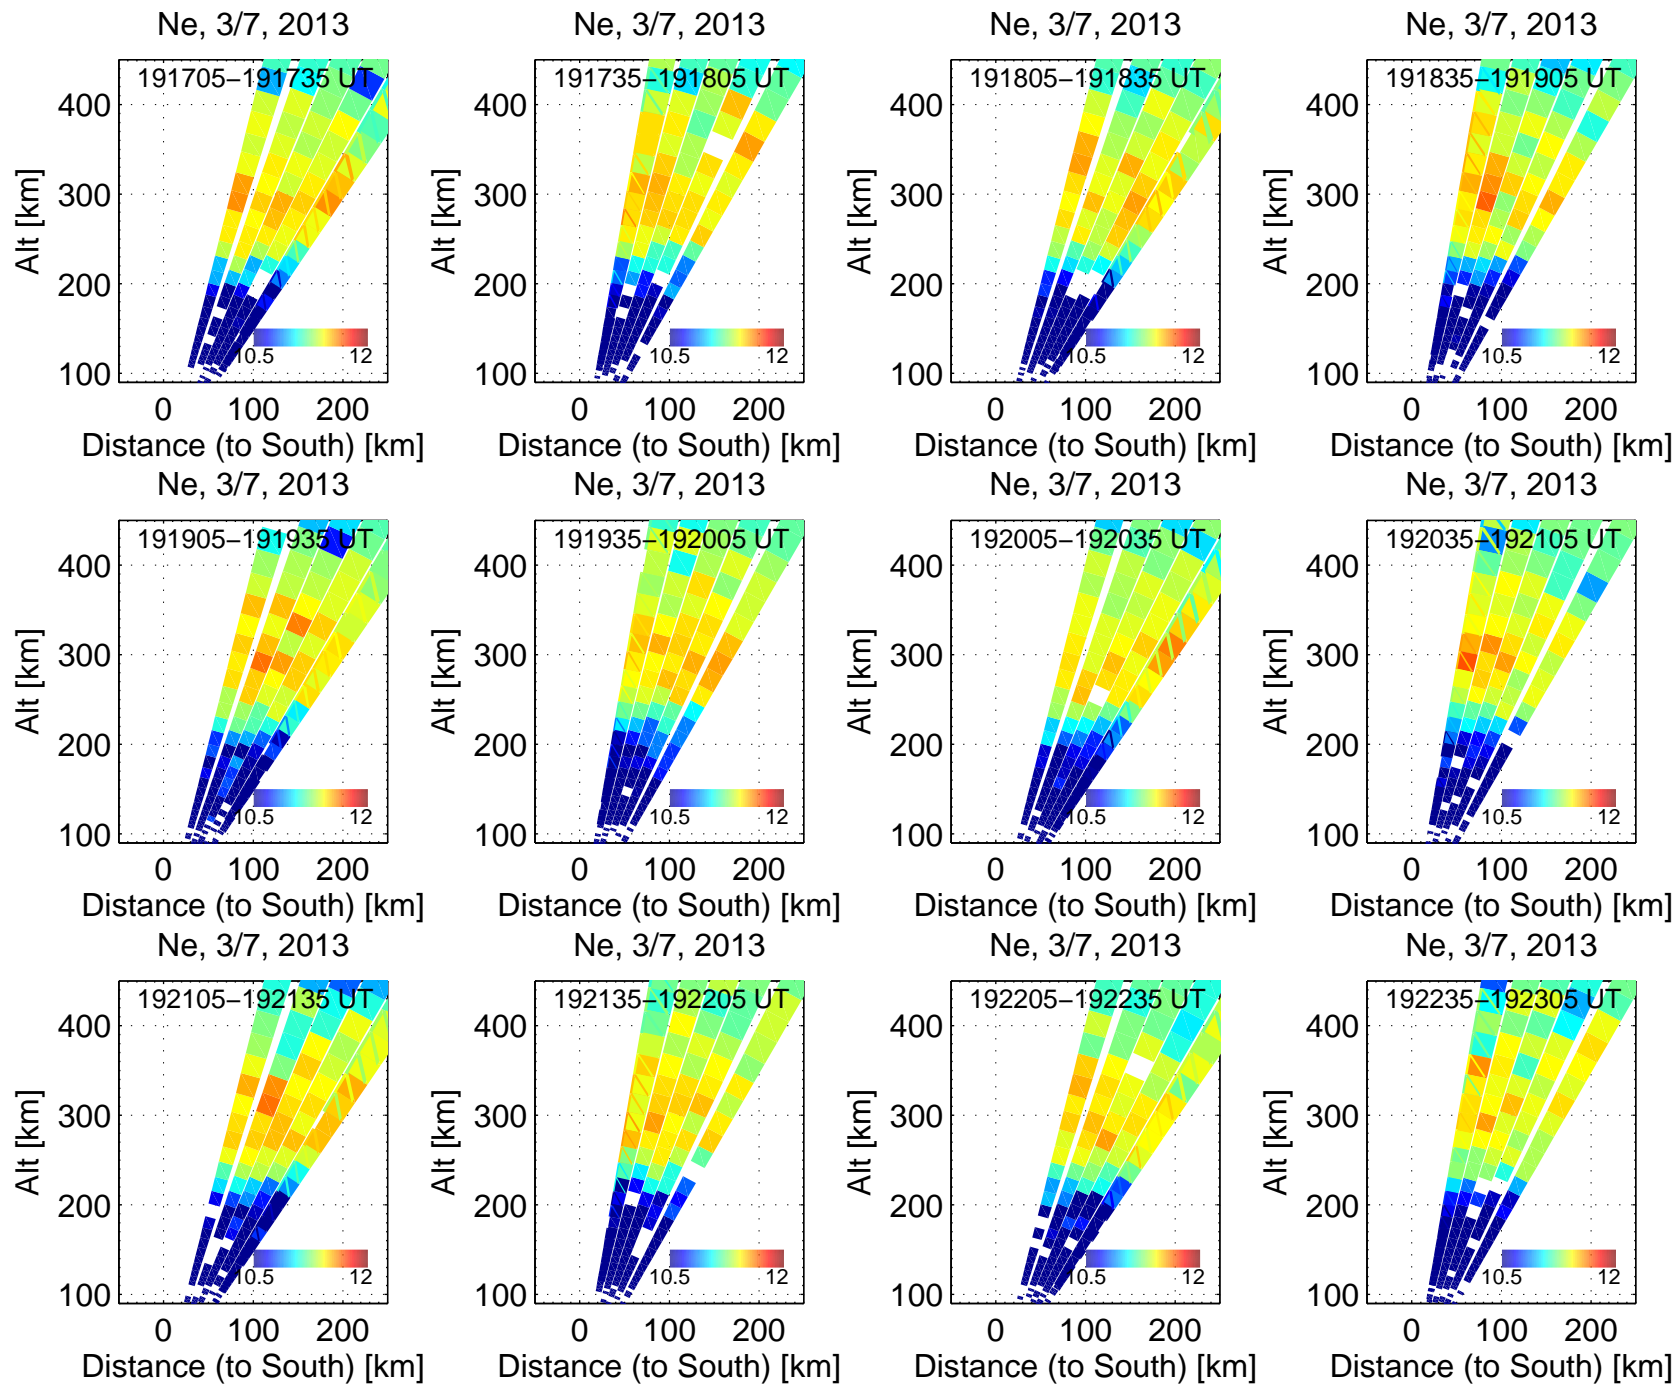 Ne, 3/7, 2013 Ne, 3/7, 2013 Ne, 3/7, 2013 Ne, 3/7, 2013
191705−191735 UT 191735−191805 UT 191805−191835 UT 191835−191905 UT
400 400 400 400
300 300 300 300
Alt [km] Alt [km] Alt [km] Alt [km]
200 200 200 200
10.5 12 10.5 12 10.5 12 10.5 12
100 100 100 100
0 100 200 0 100 200 0 100 200 0 100 200
Distance (to South) [km] Distance (to South) [km] Distance (to South) [km] Distance (to South) [km]
Ne, 3/7, 2013 Ne, 3/7, 2013 Ne, 3/7, 2013 Ne, 3/7, 2013
191905−191935 UT 191935−192005 UT 192005−192035 UT 192035−192105 UT
400 400 400 400
300 300 300 300
Alt [km] Alt [km] Alt [km] Alt [km]
200 200 200 200
10.5 12 10.5 12 10.5 12 10.5 12
100 100 100 100
0 100 200 0 100 200 0 100 200 0 100 200
Distance (to South) [km] Distance (to South) [km] Distance (to South) [km] Distance (to South) [km]
Ne, 3/7, 2013 Ne, 3/7, 2013 Ne, 3/7, 2013 Ne, 3/7, 2013
192105−192135 UT 192135−192205 UT 192205−192235 UT 192235−192305 UT
400 400 400 400
300 300 300 300
Alt [km] Alt [km] Alt [km] Alt [km]
200 200 200 200
10.5 12 10.5 12 10.5 12 10.5 12
100 100 100 100
0 100 200 0 100 200 0 100 200 0 100 200
Distance (to South) [km] Distance (to South) [km] Distance (to South) [km] Distance (to South) [km]